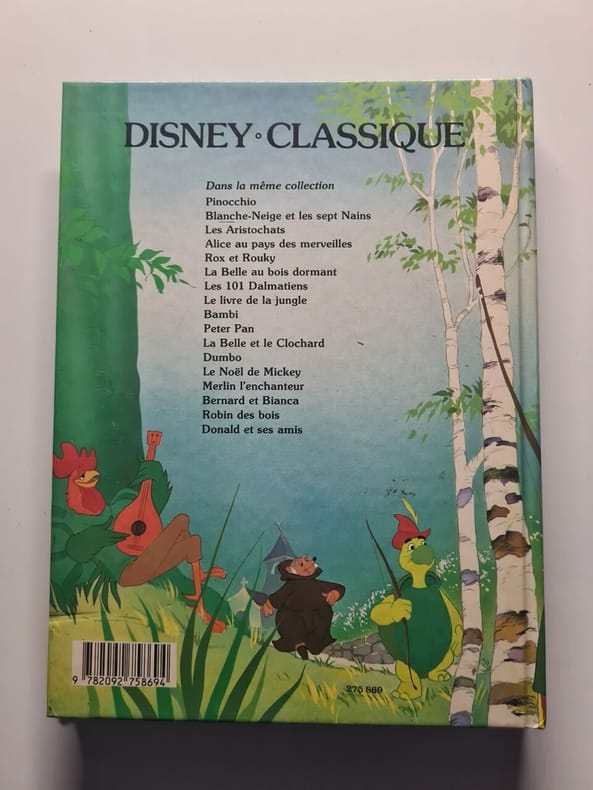 DISNEY ∘ CLASSIQUE
Dans la même collection
Pinocchio
Blanche-Neige et les sept Nains
Les Aristochats
Alice au pays des merveilles
Rox et Rouky
La Belle au bois dormant
Les 101 Dalmatiens
Le livre de la jungle
Bambi
Peter Pan
La Belle et le Clochard
Dumbo
Le Noël de Mickey
Merlin l'enchanteur
Bernard et Bianca
Robin des bois
Donald et ses amis
9 782092 758694
275 869